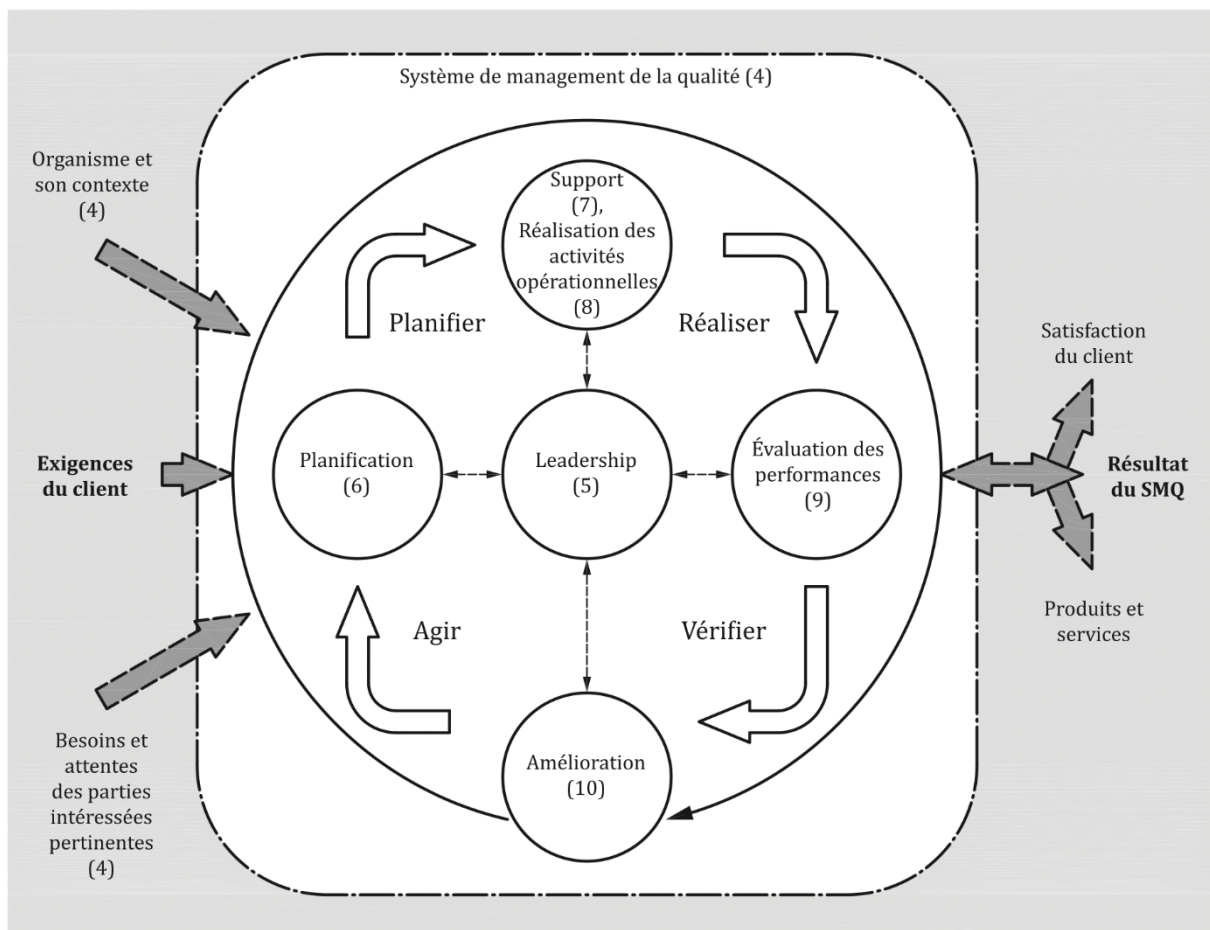 Système de management de la qualité (4)
Organisme et
son contexte
(4)
Support
(7),
Réalisation des
activités
opérationnelles
(8)
Planifier
Réaliser
Satisfaction
du client
Exigences
du client
Planification
(6)
Leadership
(5)
Évaluation des
performances
(9)
Résultat
du SMQ
Agir
Vérifier
Produits et
services
Besoins et
attentes
des parties
intéressées
pertinentes
(4)
Amélioration
(10)